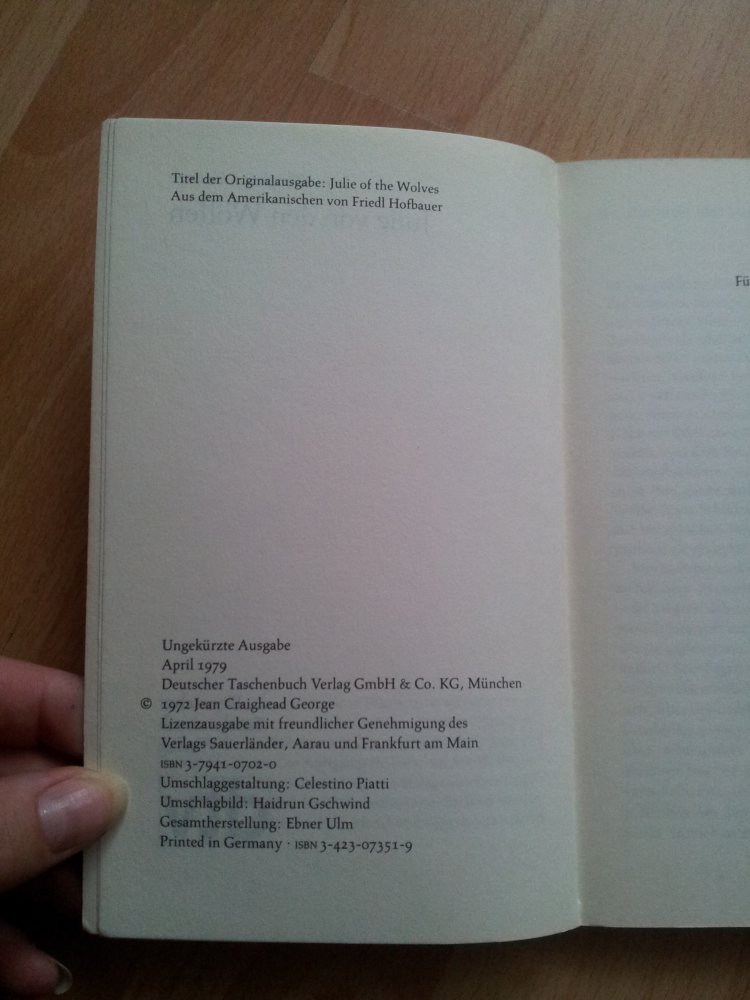 Titel der Originalausgabe: Julie of the Wolves
Aus dem Amerikanischen von Friedl Hofbauer
Ungekürzte Ausgabe
April 1979
Deutscher Taschenbuch Verlag GmbH & Co. KG, München
© 1972 Jean Craighead George
Lizenzausgabe mit freundlicher Genehmigung des
Verlags Sauerländer, Aarau und Frankfurt am Main
ISBN 3-7941-0702-0
Umschlaggestaltung: Celestino Piatti
Umschlagbild: Haidrun Gschwind
Gesamtherstellung: Ebner Ulm
Printed in Germany · ISBN 3-423-07351-9